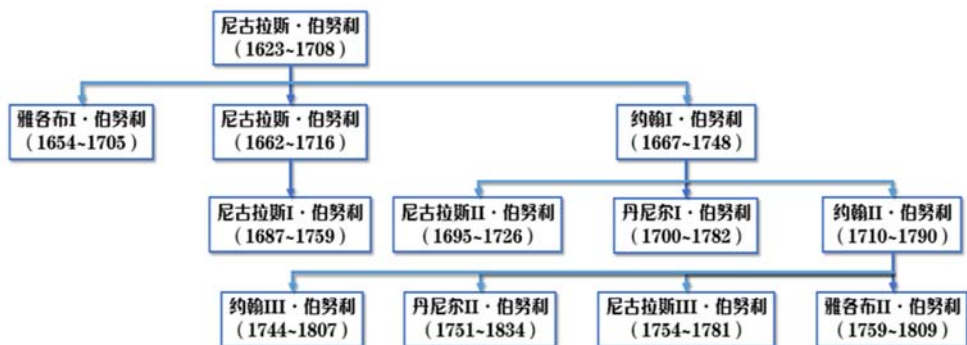 尼古拉斯·伯努利
（1623~1708）
雅各布I·伯努利
（1654~1705）
尼古拉斯·伯努利
（1662~1716）
约翰I·伯努利
（1667~1748）
尼古拉斯I·伯努利
（1687~1759）
尼古拉斯II·伯努利
（1695~1726）
丹尼尔I·伯努利
（1700~1782）
约翰II·伯努利
（1710~1790）
约翰III·伯努利
（1744~1807）
丹尼尔II·伯努利
（1751~1834）
尼古拉斯III·伯努利
（1754~1781）
雅各布II·伯努利
（1759~1809）